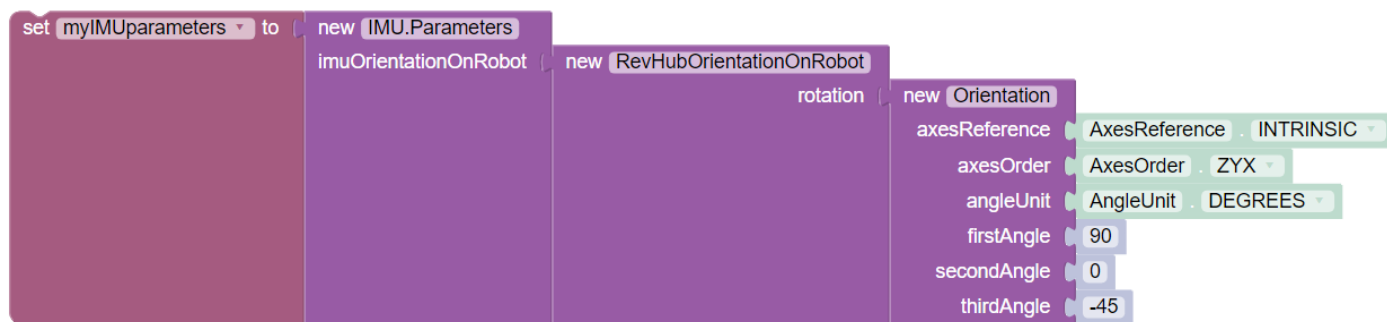 set myIMUparameters to new IMU.Parameters
imuOrientationOnRobot new RevHubOrientationOnRobot
rotation new Orientation
axesReference AxesReference . INTRINSIC
axesOrder AxesOrder . ZYX
angleUnit AngleUnit . DEGREES
firstAngle 90
secondAngle 0
thirdAngle -45